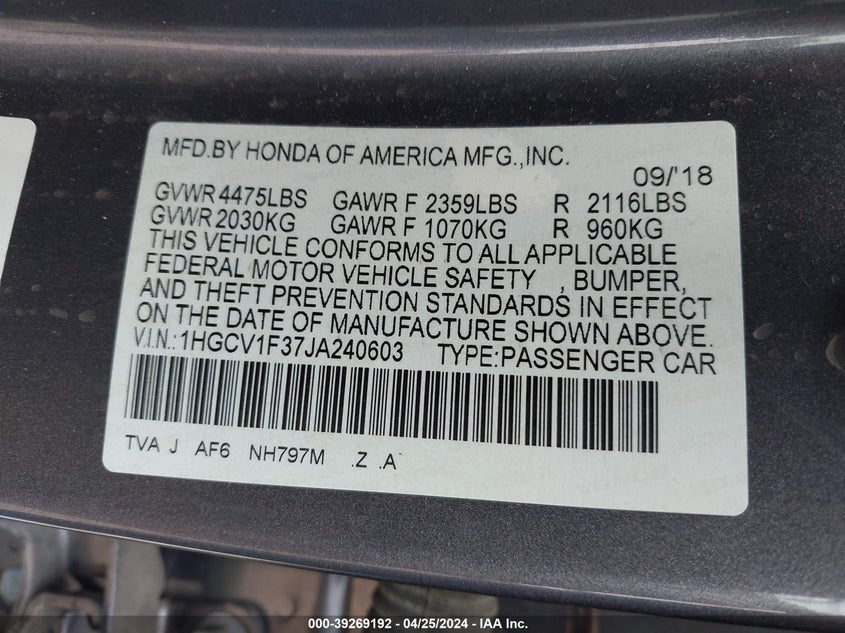 MFD.BY HONDA OF AMERICA MFG.,INC.
09/'18
GVWR 4475LBS GAWR F 2359LBS R 2116LBS
GVWR 2030KG GAWR F 1070KG R 960KG
THIS VEHICLE CONFORMS TO ALL APPLICABLE
FEDERAL MOTOR VEHICLE SAFETY , BUMPER,
AND THEFT PREVENTION STANDARDS IN EFFECT
ON THE DATE OF MANUFACTURE SHOWN ABOVE.
V.I.N.:1HGCV1F37JA240603 TYPE:PASSENGER CAR
TVA J AF6 NH797M .Z .A
000-39269192 - 04/25/2024 - IAA Inc.